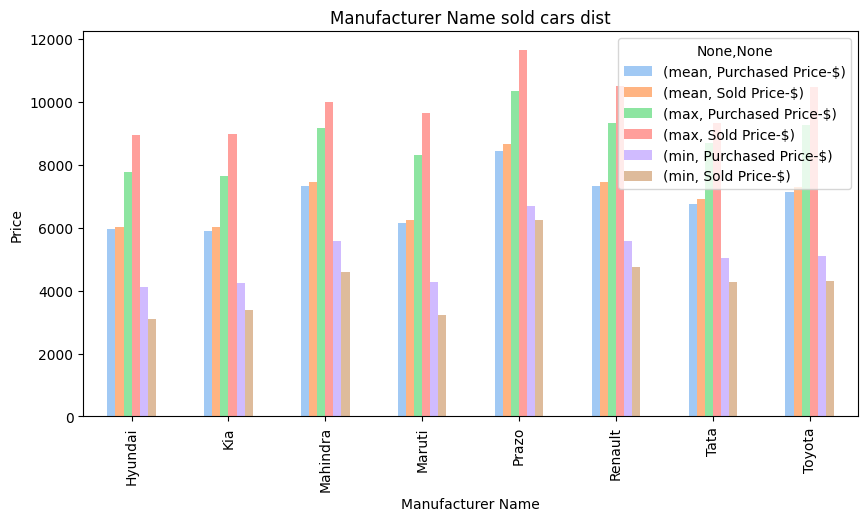 Manufacturer Name sold cars dist
12000
10000
8000
6000
4000
2000
0
Price
None,None
(mean, Purchased Price-$)
(mean, Sold Price-$)
(max, Purchased Price-$)
(max, Sold Price-$)
(min, Purchased Price-$)
(min, Sold Price-$)
Hyundai
Kia
Mahindra
Maruti
Prazo
Renault
Tata
Toyota
Manufacturer Name